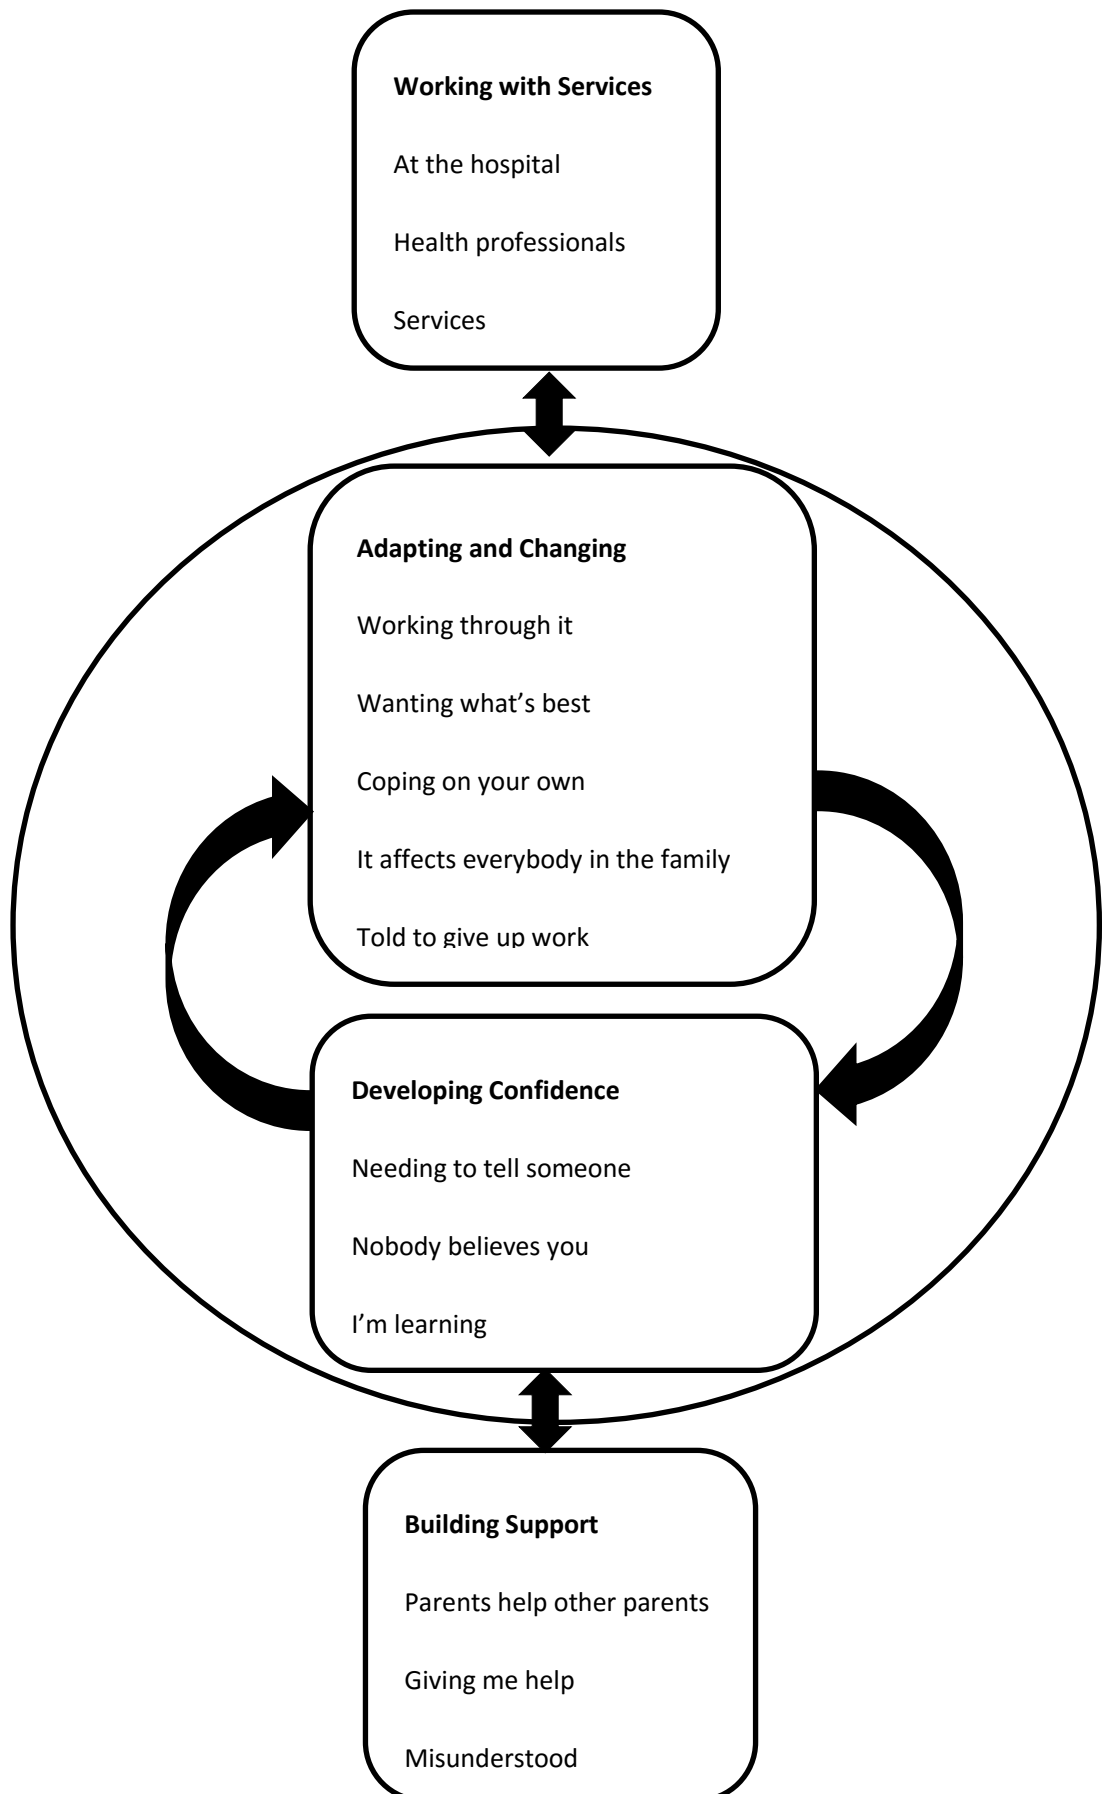 Working with Services
At the hospital
Health professionals
Services
Adapting and Changing
Working through it
Wanting what’s best
Coping on your own
It affects everybody in the family
Told to give up work
Developing Confidence
Needing to tell someone
Nobody believes you
I’m learning
Building Support
Parents help other parents
Giving me help
Misunderstood